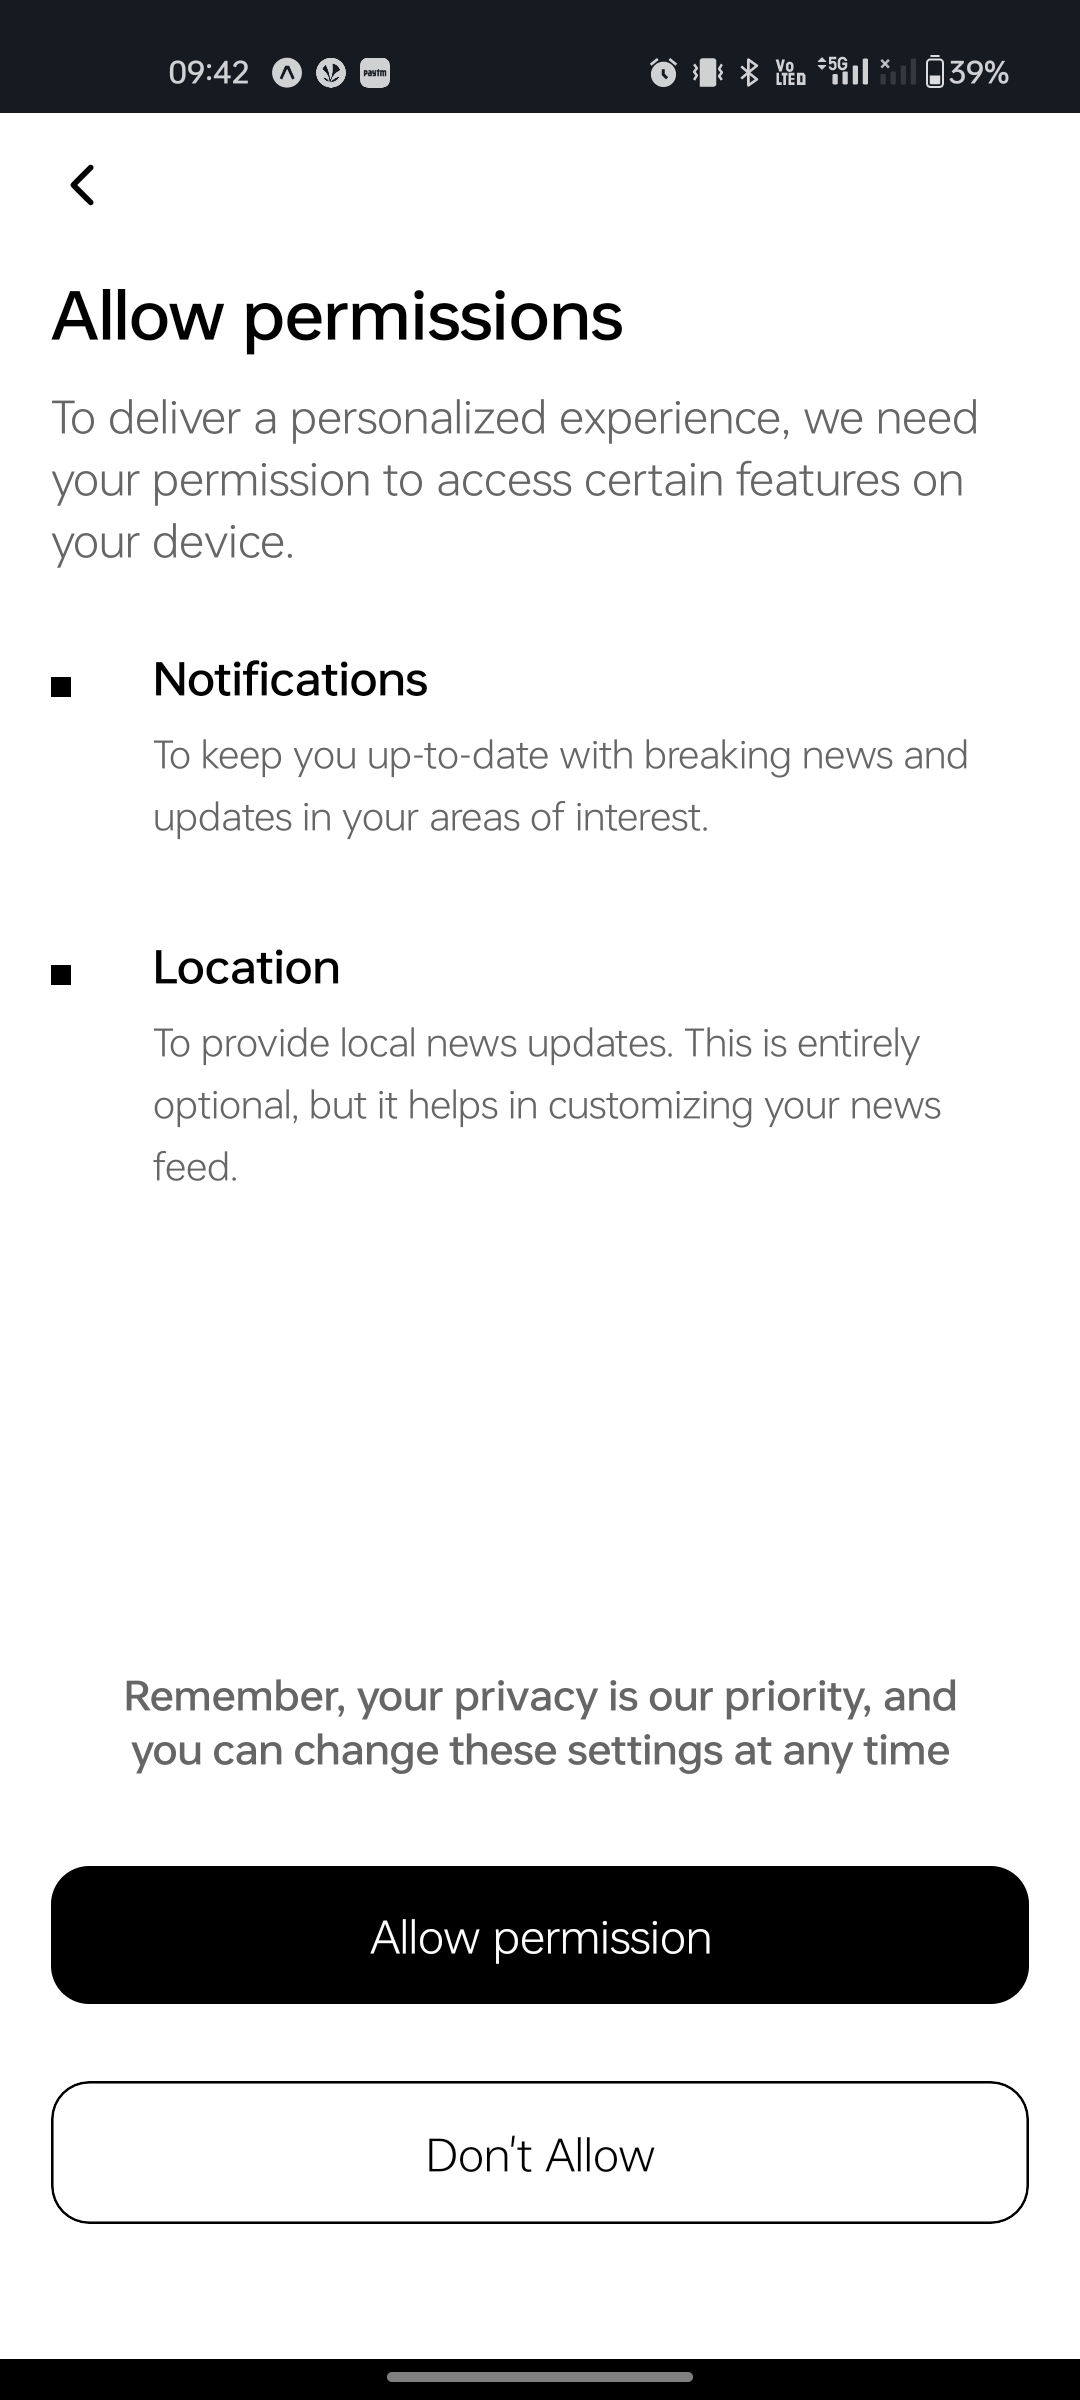 09:42 paytm Vo LTE 5G 39%
Allow permissions
To deliver a personalized experience, we need
your permission to access certain features on
your device.
Notifications
To keep you up-to-date with breaking news and
updates in your areas of interest.
Location
To provide local news updates. This is entirely
optional, but it helps in customizing your news
feed.
Remember, your privacy is our priority, and
you can change these settings at any time
Allow permission
Don't Allow